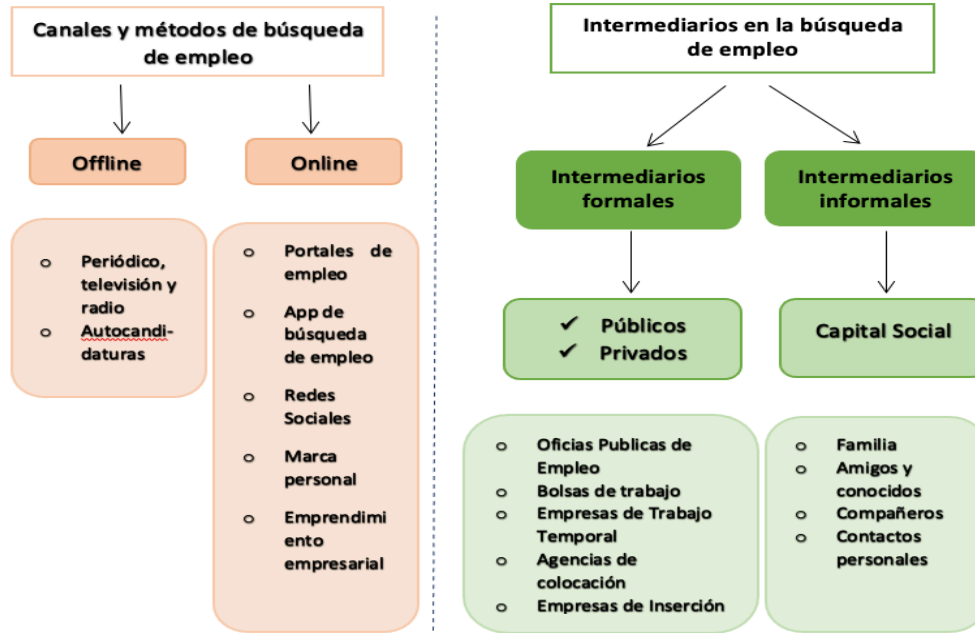 Canales y métodos de búsqueda
de empleo
Offline
Online
o Periódico,
televisión y
radio
o Autocandi-
daturas
o Portales de
empleo
o App de
búsqueda
de empleo
o Redes
Sociales
o Marca
personal
o Emprendimi
ento
empresarial
Intermediarios en la búsqueda
de empleo
Intermediarios
formales
Intermediarios
informales
✓ Públicos
✓ Privados
Capital Social
o Oficias Publicas de
Empleo
o Bolsas de trabajo
o Empresas de Trabajo
Temporal
o Agencias de
colocación
o Empresas de Inserción
o Familia
o Amigos y
conocidos
o Compañeros
o Contactos
personales